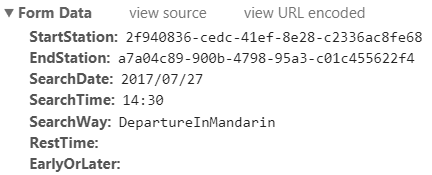 ▼ Form Data view source view URL encoded
StartStation: 2f940836-cedc-41ef-8e28-c2336ac8fe68
EndStation: a7a04c89-900b-4798-95a3-c01c455622f4
SearchDate: 2017/07/27
SearchTime: 14:30
SearchWay: DepartureInMandarin
RestTime:
EarlyOrLater: